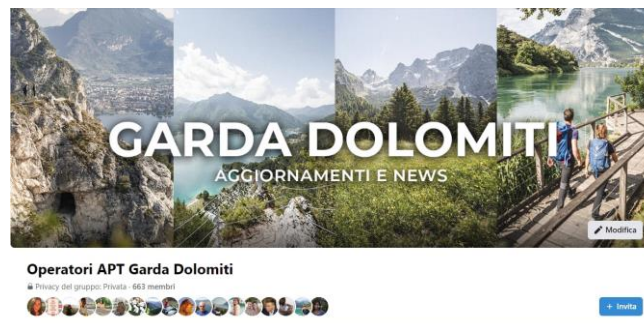 GARDA DOLOMITI
AGGIORNAMENTI E NEWS
Modifica
Operatori APT Garda Dolomiti
Privacy del gruppo: Privata · 663 membri
+ Invita